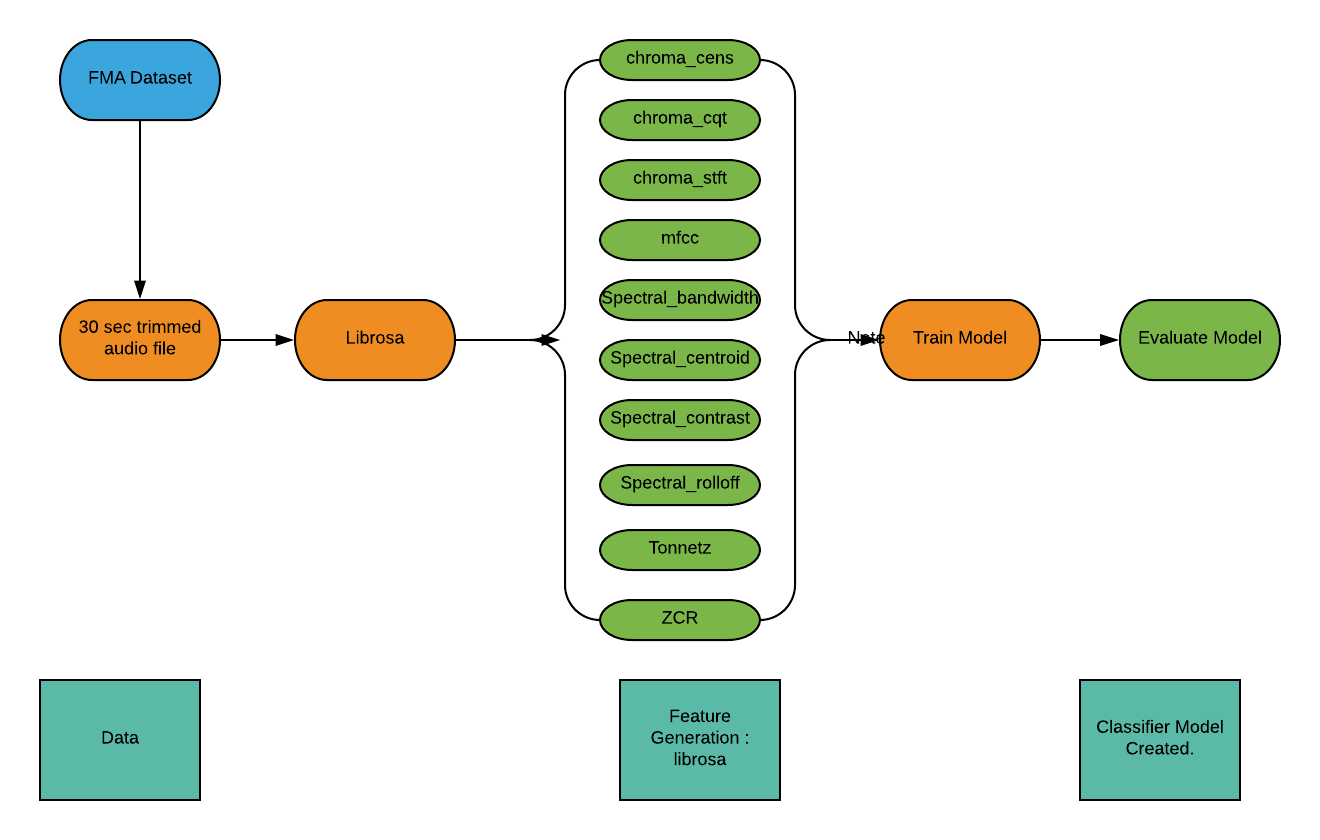 FMA Dataset
30 sec trimmed
audio file
Librosa
chroma_cens
chroma_cqt
chroma_stft
mfcc
Spectral_bandwidth
Spectral_centroid
Spectral_contrast
Spectral_rolloff
Tonnetz
ZCR
Note
Train Model
Evaluate Model
Data
Feature
Generation :
librosa
Classifier Model
Created.